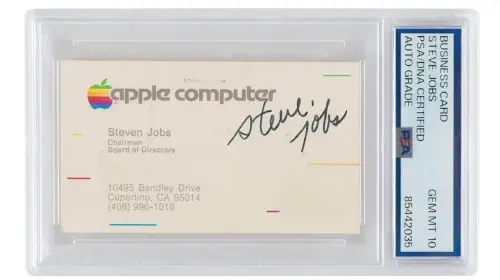 apple computer
Steven Jobs
Chairman
Board of Directors
10495 Bandley Drive
Cupertino, CA 95014
(408) 996-1010
steve jobs
BUSINESS CARD
STEVE JOBS
PSA/DNA CERTIFIED
AUTO GRADE
PSA
GEM MT 10
85442035